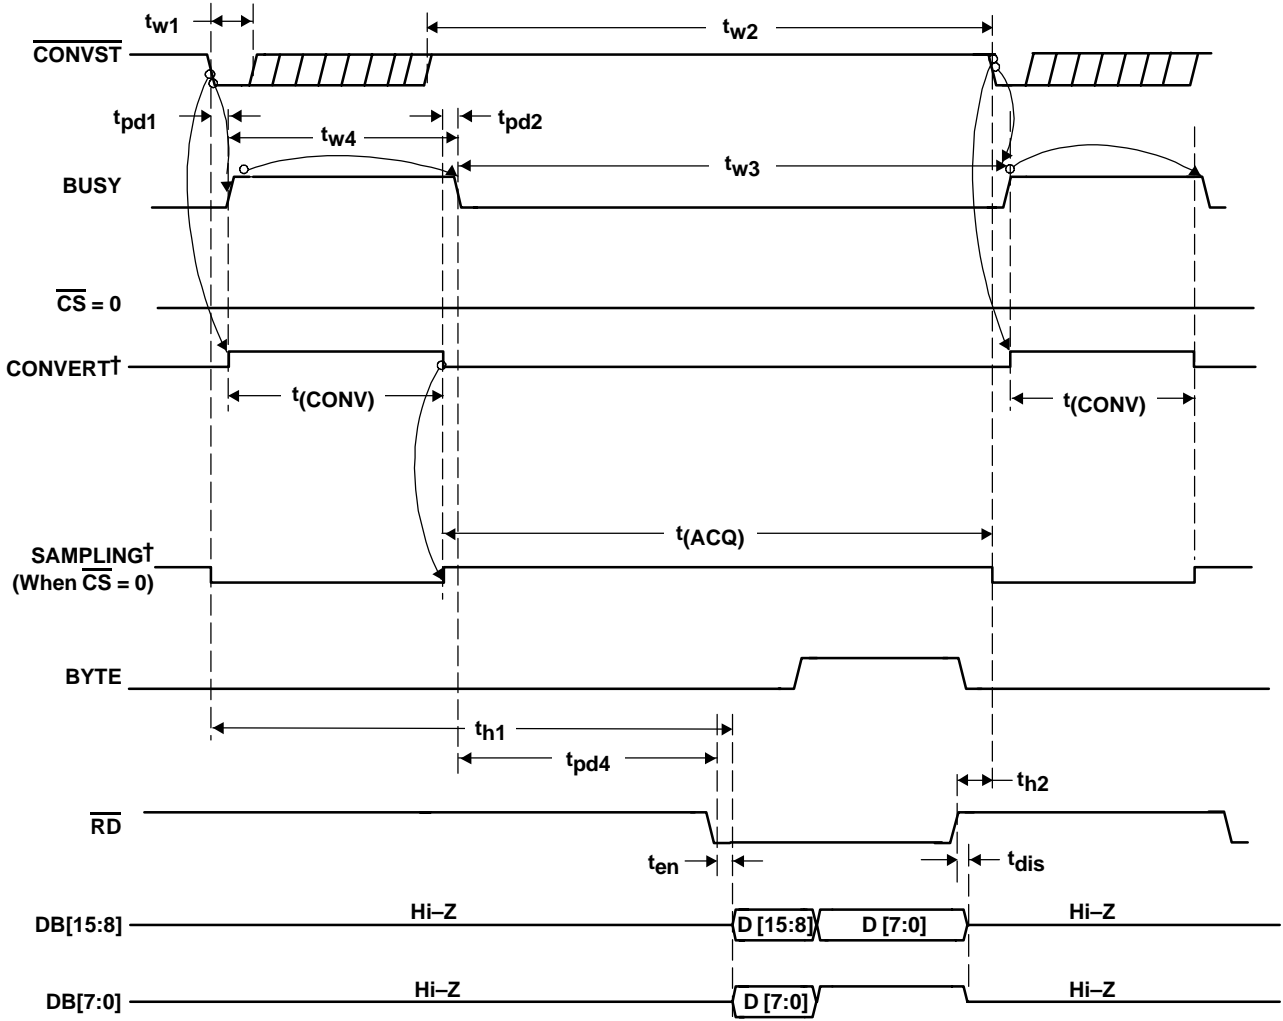 tw1
tw2
CONVST
tpd1
tw4
tpd2
tw3
BUSY
CS = 0
CONVERT†
t(CONV)
t(CONV)
t(ACQ)
SAMPLING†
(When CS = 0)
BYTE
th1
tpd4
th2
RD
ten
tdis
Hi–Z
Hi–Z
DB[15:8]
D [15:8]
D [7:0]
Hi–Z
Hi–Z
DB[7:0]
D [7:0]